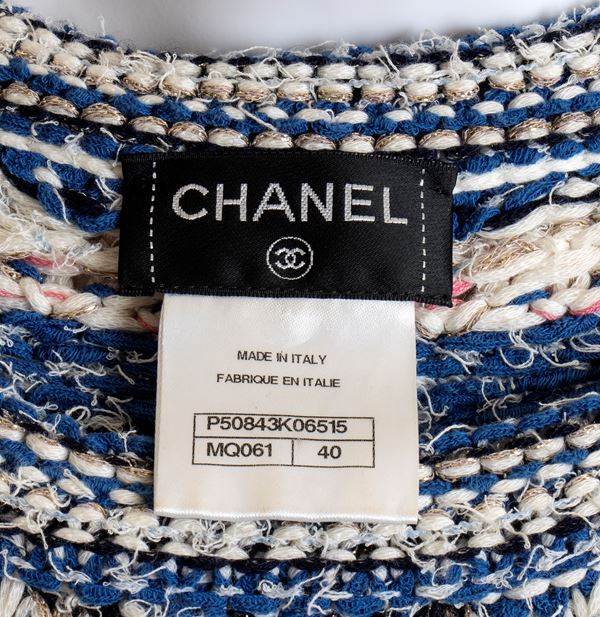 CHANEL
MADE IN ITALY
FABRIQUE EN ITALIE
P50843K06515
MQ061 40